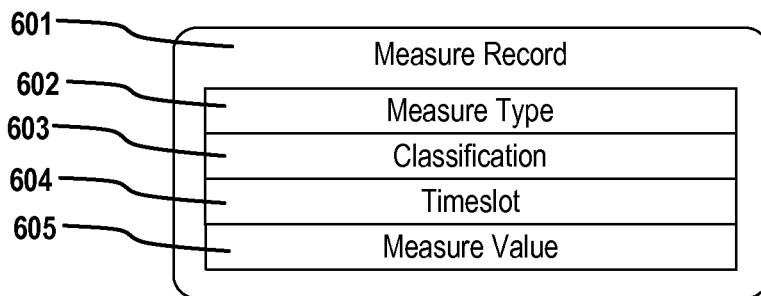 601
Measure Record
602
Measure Type
603
Classification
604
Timeslot
605
Measure Value